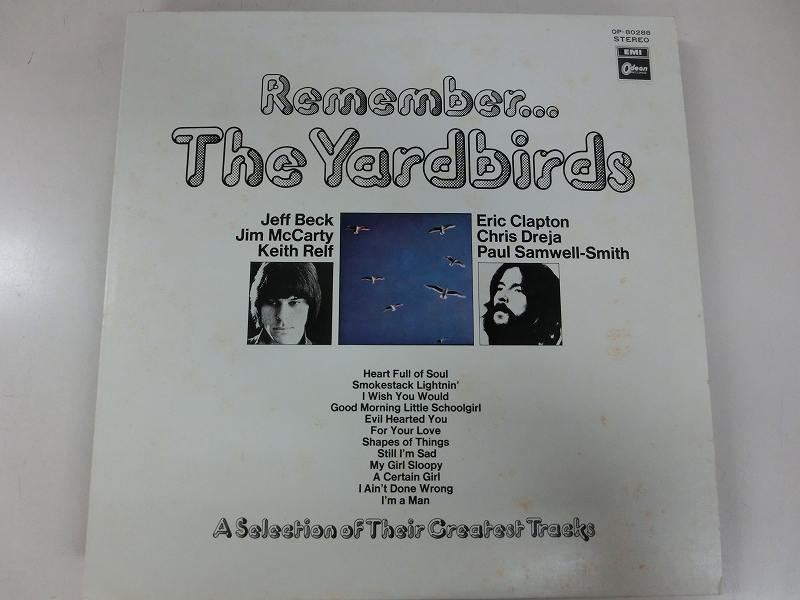 OP-80288
STEREO
EMI
Odeon
Remember...
The Yardbirds
Jeff Beck
Jim McCarty
Keith Relf
Eric Clapton
Chris Dreja
Paul Samwell-Smith
Heart Full of Soul
Smokestack Lightnin'
I Wish You Would
Good Morning Little Schoolgirl
Evil Hearted You
For Your Love
Shapes of Things
Still I'm Sad
My Girl Sloopy
A Certain Girl
I Ain't Done Wrong
I'm a Man
A Selection of Their Greatest Tracks